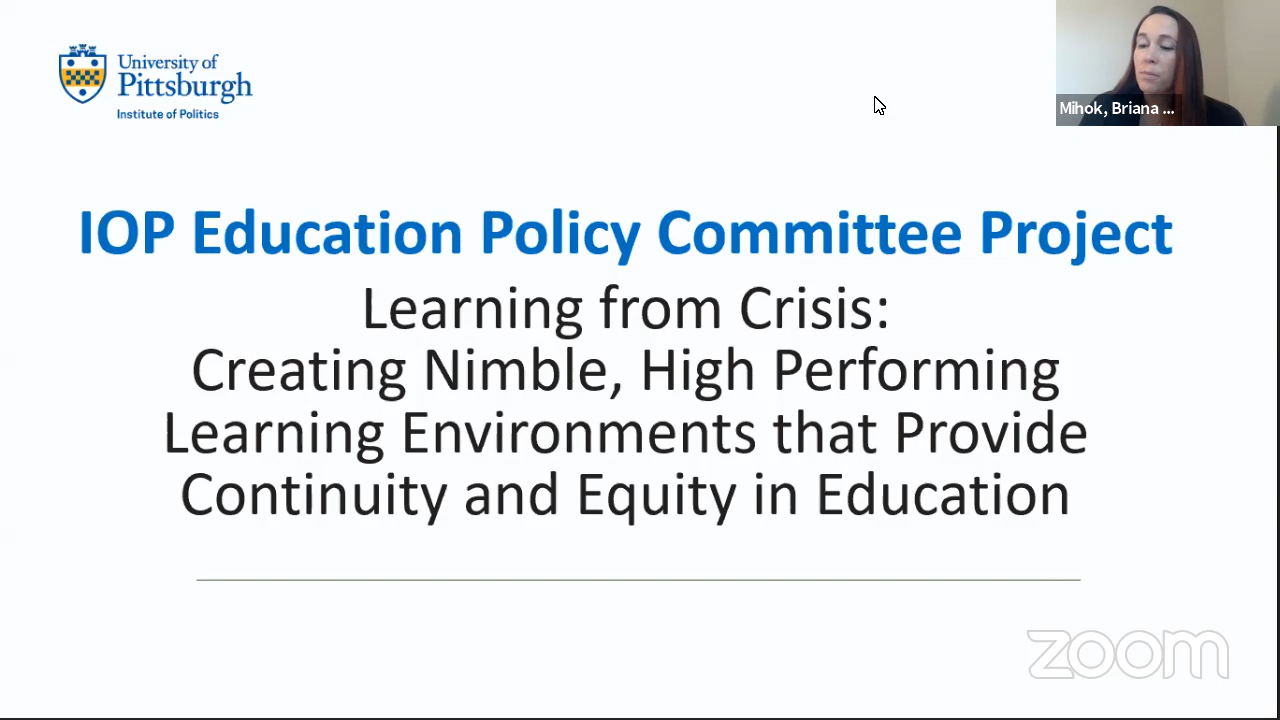 University of
Pittsburgh
Institute of Politics
Mihok, Briana ...
IOP Education Policy Committee Project
Learning from Crisis:
Creating Nimble, High Performing
Learning Environments that Provide
Continuity and Equity in Education
zoom